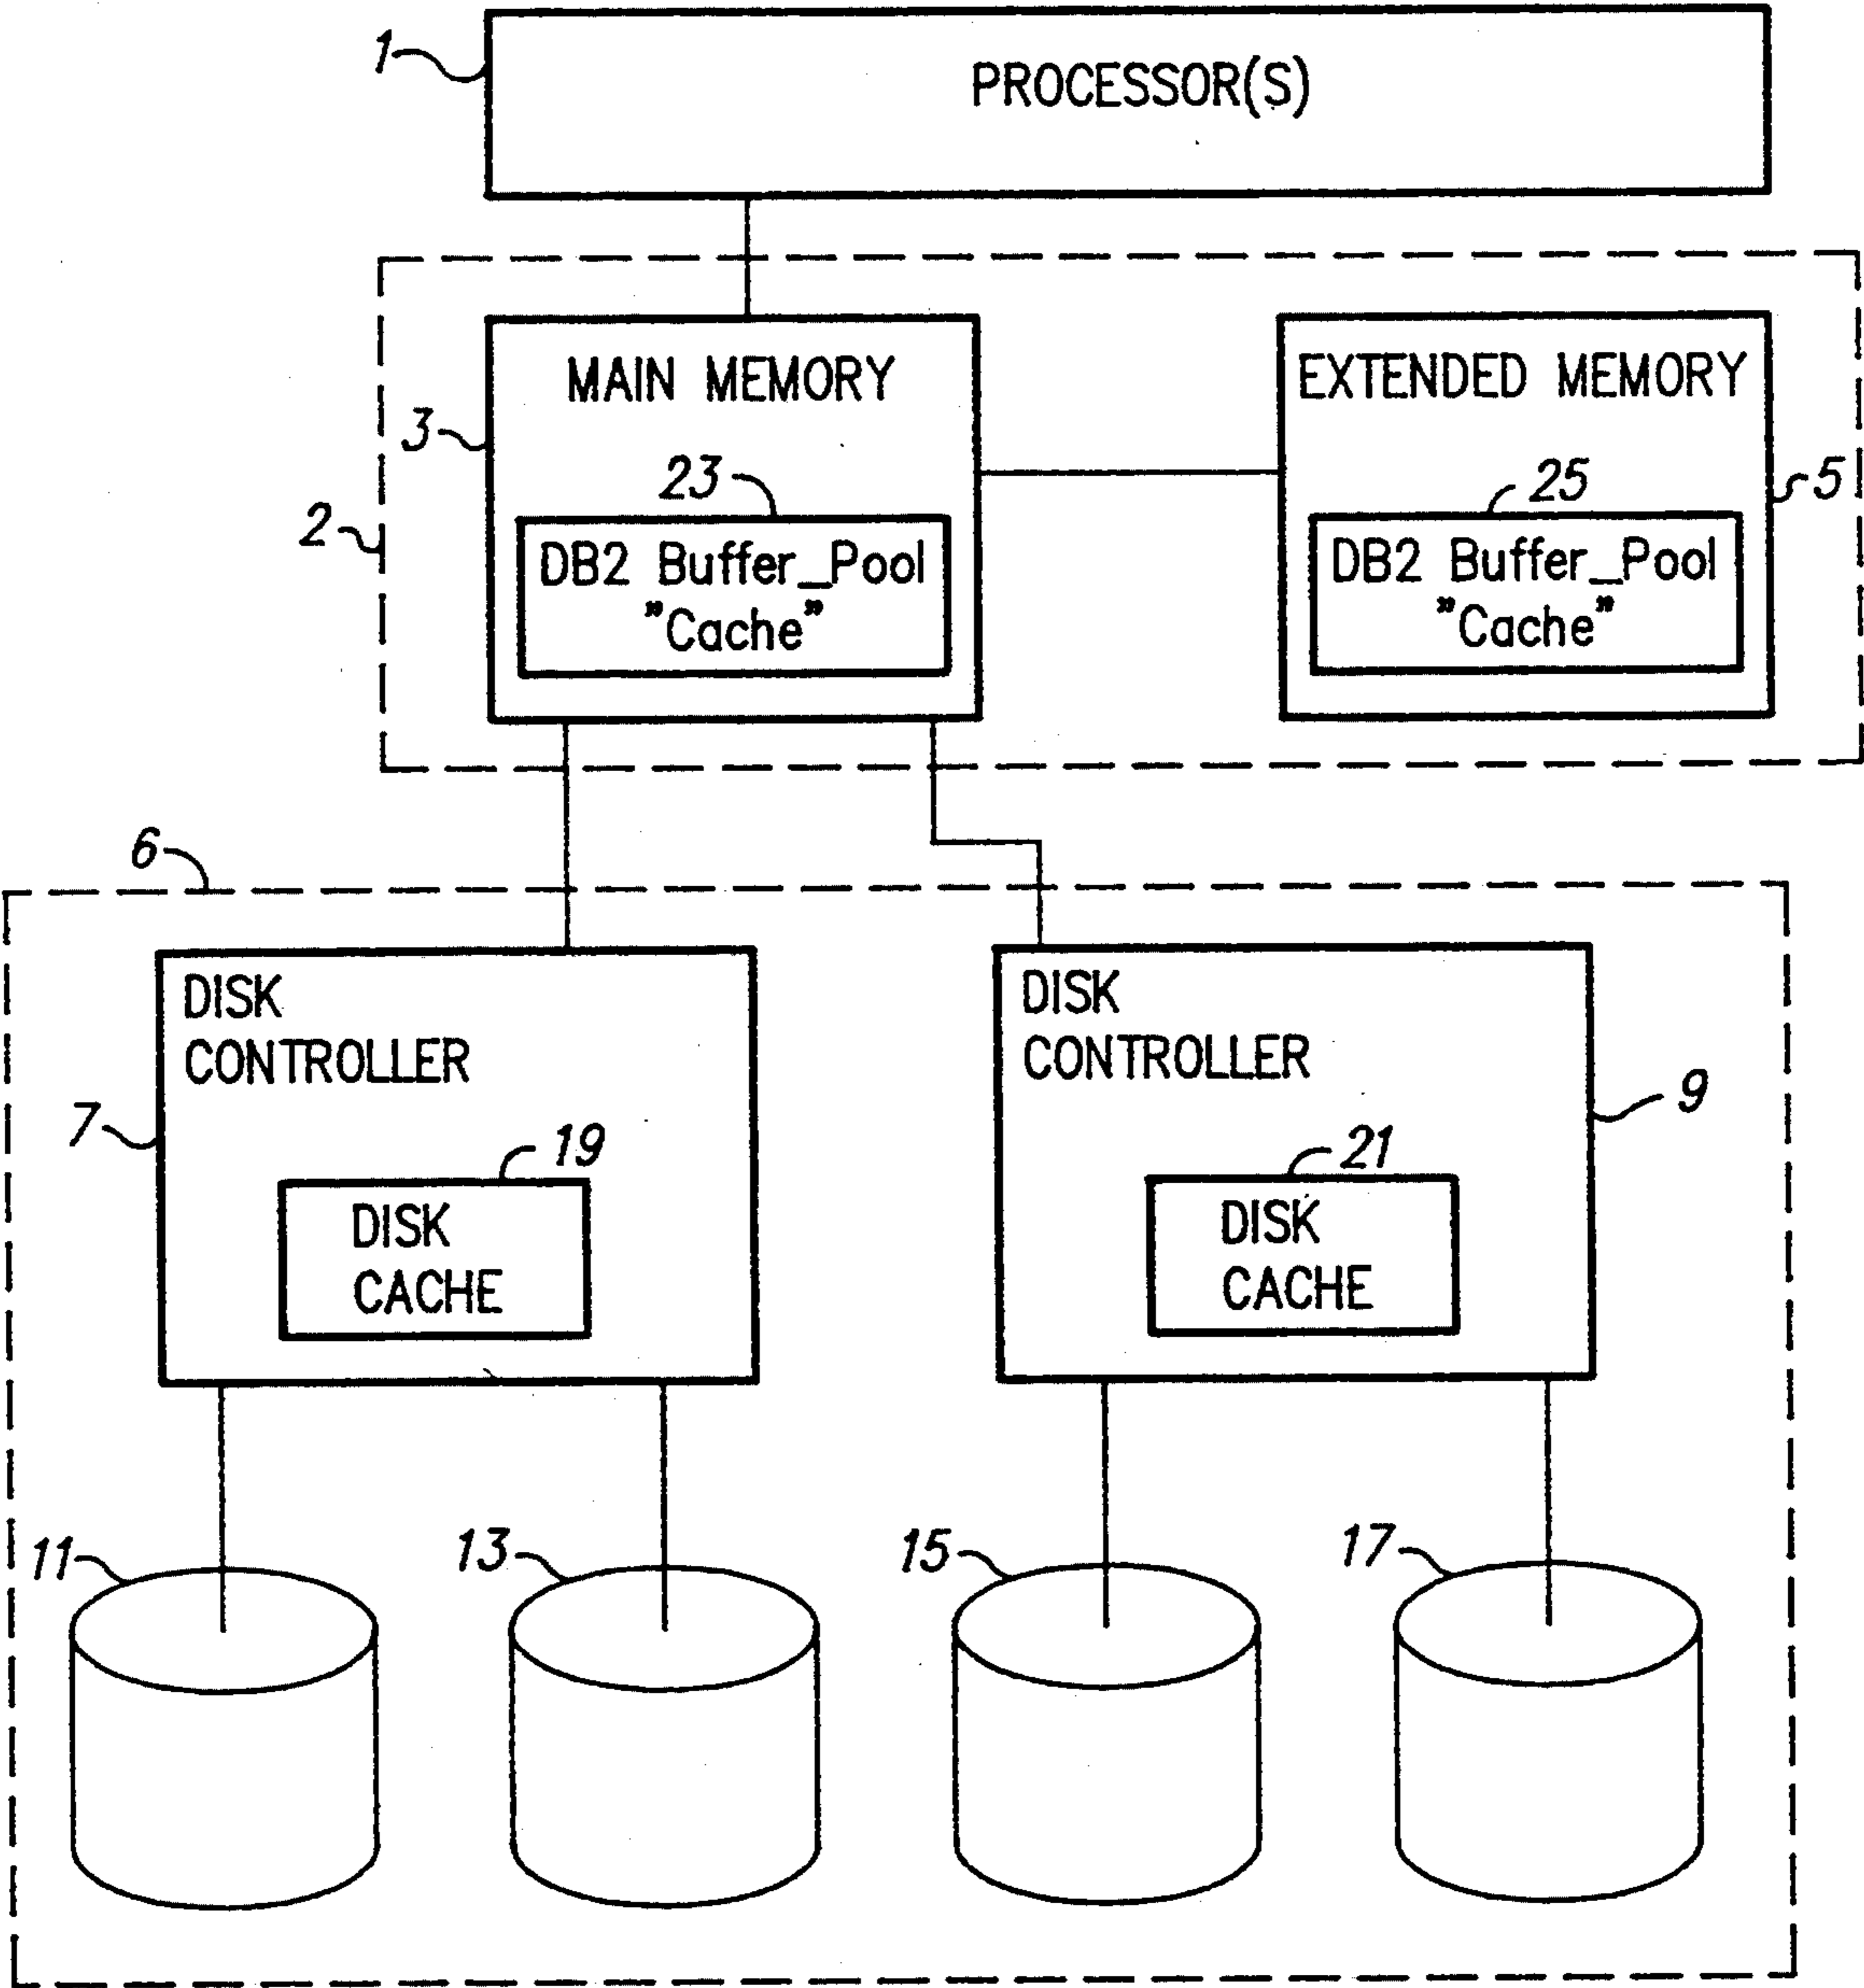 1
PROCESSOR(S)
MAIN MEMORY
EXTENDED MEMORY
3
23
25
5
2
DB2 Buffer_Pool
"Cache"
DB2 Buffer_Pool
"Cache"
6
DISK
CONTROLLER
DISK
CONTROLLER
7
9
19
21
DISK
CACHE
DISK
CACHE
11
13
15
17